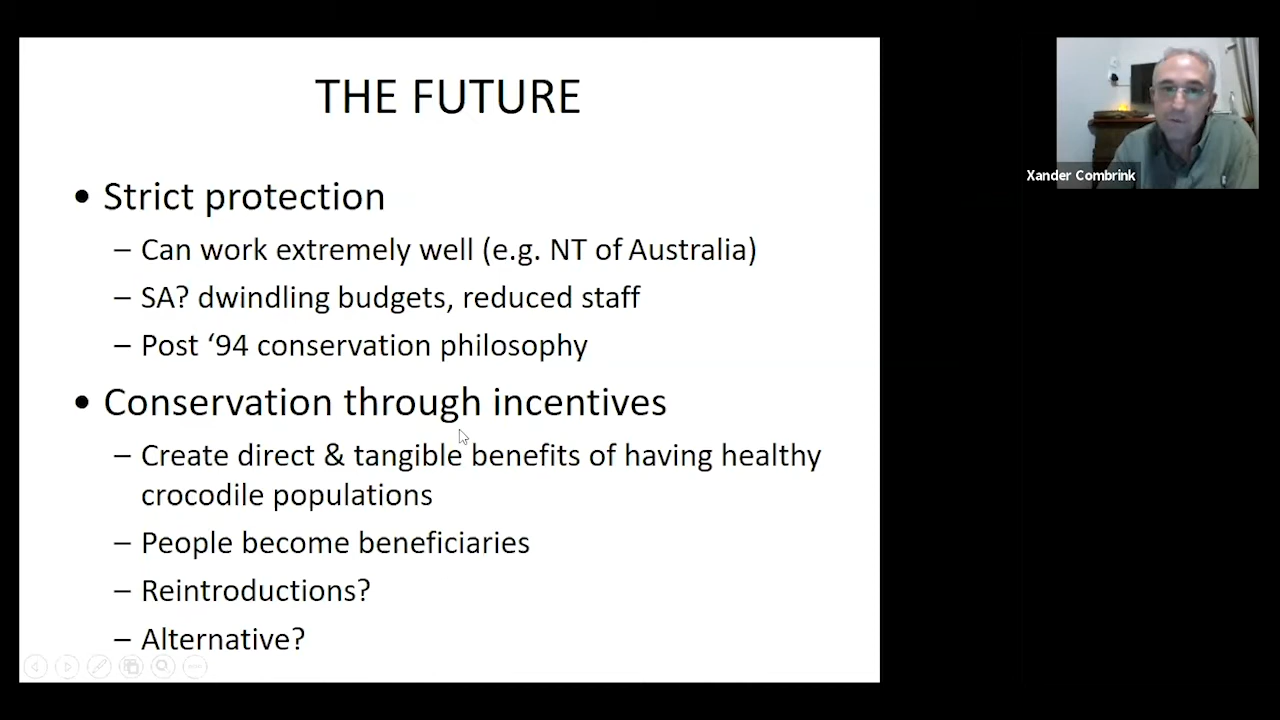 THE FUTURE
• Strict protection
– Can work extremely well (e.g. NT of Australia)
– SA? dwindling budgets, reduced staff
– Post ‘94 conservation philosophy
• Conservation through incentives
– Create direct & tangible benefits of having healthy
crocodile populations
– People become beneficiaries
– Reintroductions?
– Alternative?
Xander Combrink